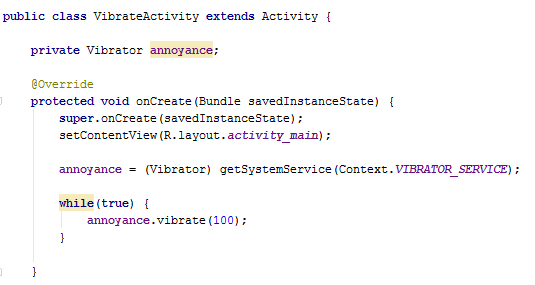 public class VibrateActivity extends Activity {
private Vibrator annoyance;
@Override
protected void onCreate(Bundle savedInstanceState) {
super.onCreate(savedInstanceState);
setContentView(R.layout.activity_main);
annoyance = (Vibrator) getSystemService(Context.VIBRATOR_SERVICE);
while(true) {
annoyance.vibrate(100);
}
}